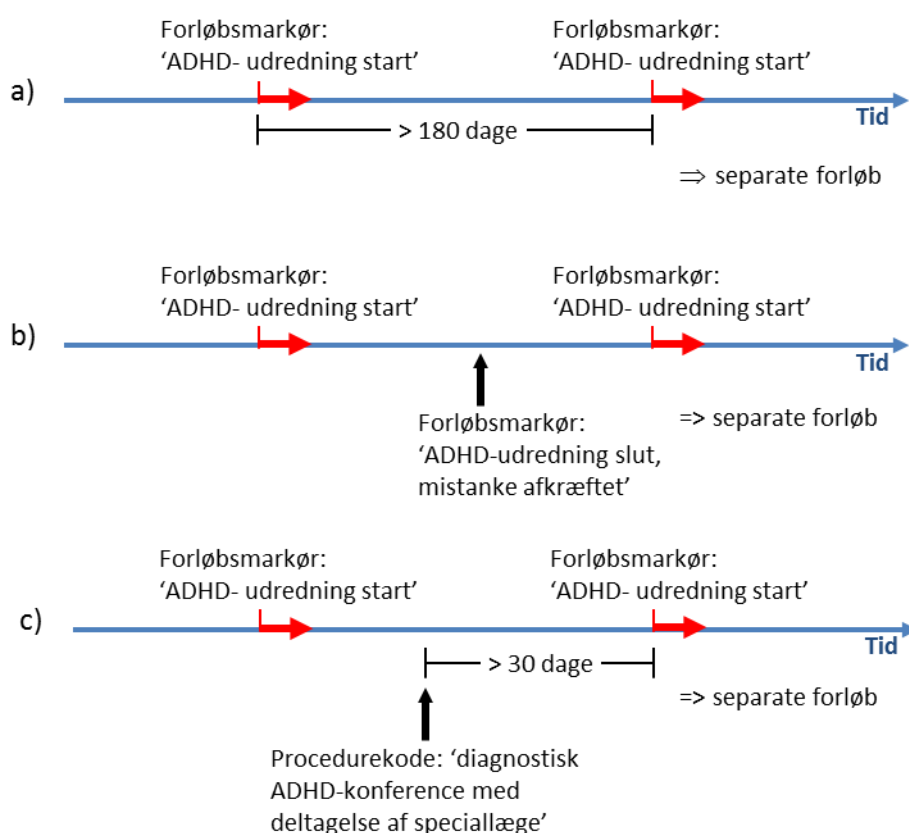 Forløbsmarkør:
‘ADHD- udredning start’
Forløbsmarkør:
‘ADHD- udredning start’
a)
Tid
> 180 dage
⇒ separate forløb
Forløbsmarkør:
‘ADHD- udredning start’
Forløbsmarkør:
‘ADHD- udredning start’
b)
Tid
Forløbsmarkør:
‘ADHD-udredning slut,
mistanke afkræftet’
=> separate forløb
Forløbsmarkør:
‘ADHD- udredning start’
Forløbsmarkør:
‘ADHD- udredning start’
c)
Tid
> 30 dage
=> separate forløb
Procedurekode: ‘diagnostisk
ADHD-konference med
deltagelse af speciallæge’